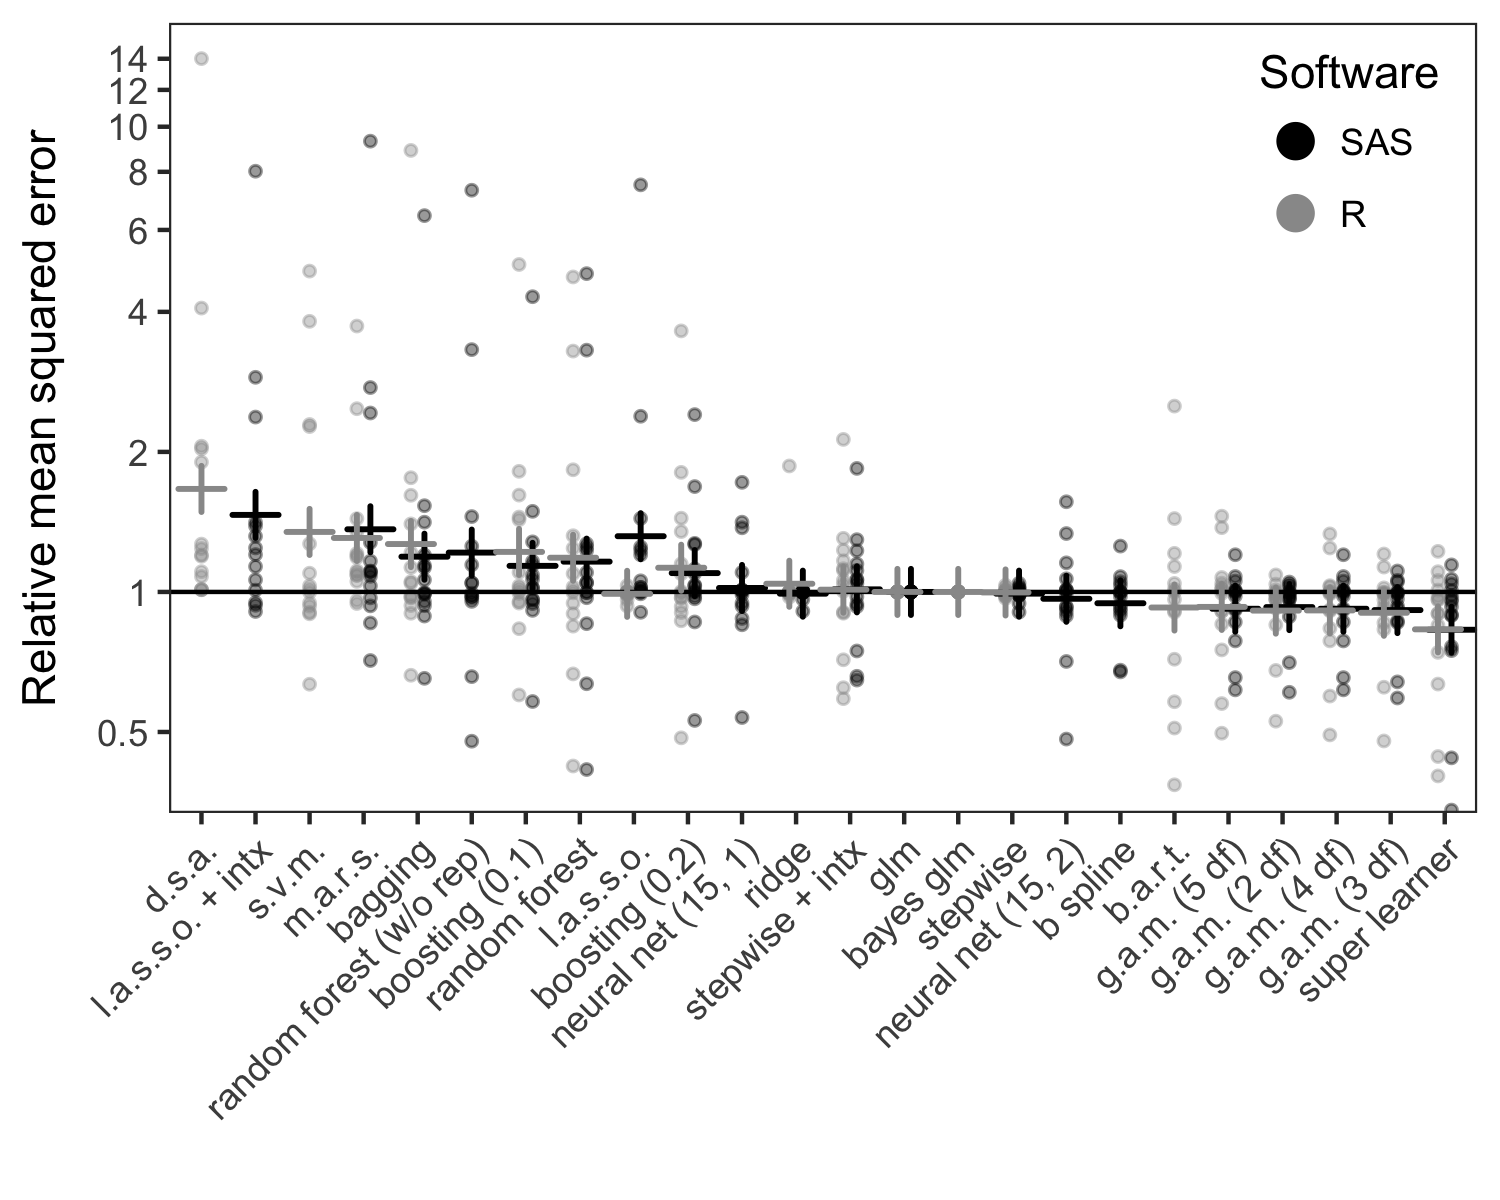 Relative mean squared error
14
12
10
8
6
4
2
1
0.5
Software
SAS
R
d.s.a.
l.a.s.s.o. + intx
s.v.m.
m.a.r.s.
bagging
random forest (w/o rep)
boosting (0.1)
random forest
l.a.s.s.o.
boosting (0.2)
neural net (15, 1)
ridge
stepwise + intx
glm
bayes glm
stepwise
neural net (15, 2)
b spline
b.a.r.t.
g.a.m. (5 df)
g.a.m. (2 df)
g.a.m. (4 df)
g.a.m. (3 df)
super learner